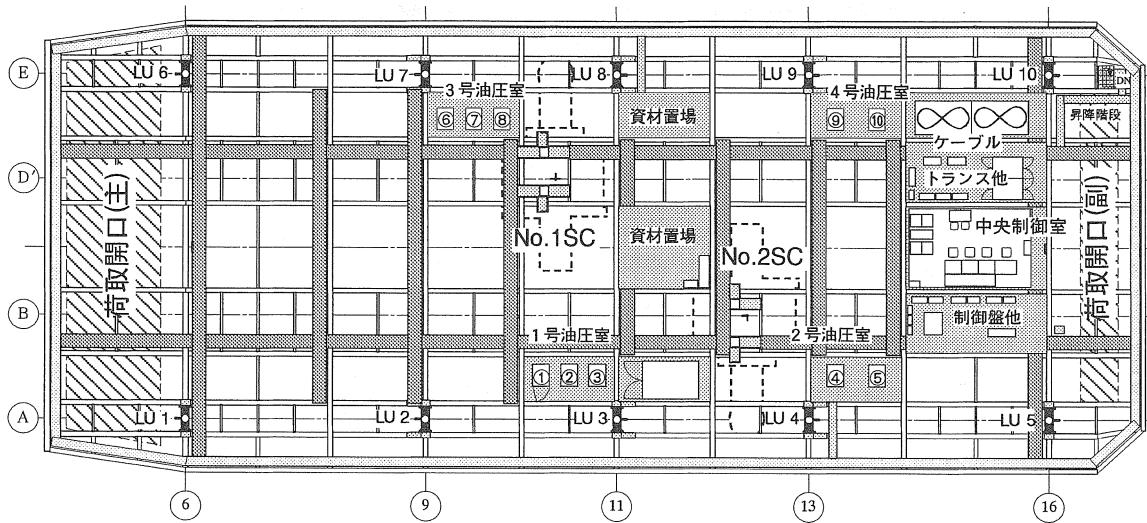 E
LU 6
LU 7
LU 8
LU 9
LU 10
DN
3号油圧室
4号油圧室
⑥ ⑦ ⑧
資材置場
⑨ ⑩
昇降階段
ケーブル
D'
トランス他
荷取開口(主)
No.1SC
資材置場
No.2SC
中央制御室
荷取開口(副)
B
制御盤他
1号油圧室
2号油圧室
① ② ③
④ ⑤
A
LU 1
LU 2
LU 3
LU 4
LU 5
6
9
11
13
16